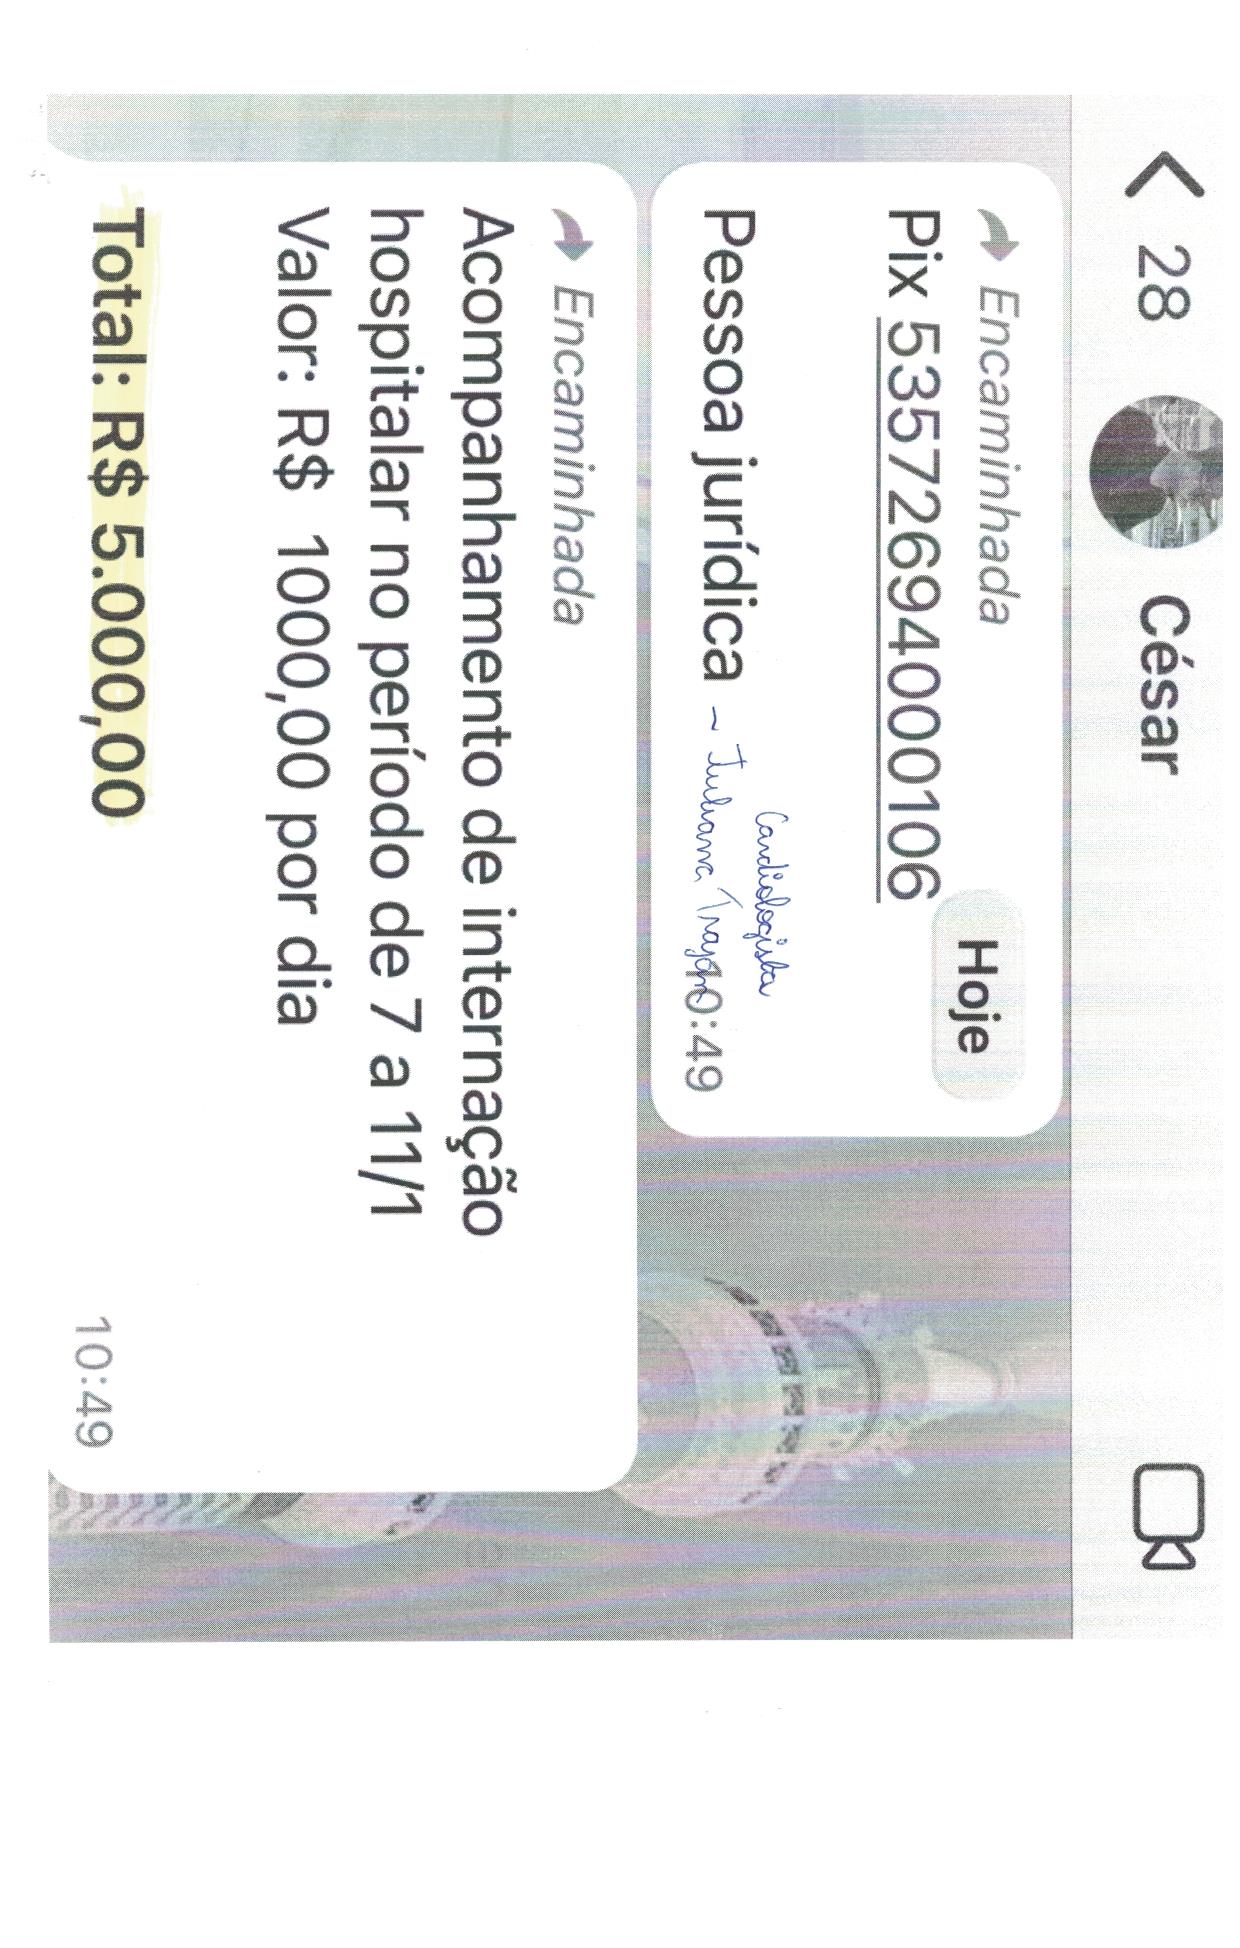 28 César
Hoje
Encaminhada
Pix 53572694000106
Pessoa jurídica - Juliana
Cardiologista
10:49
Encaminhada
Acompanhamento de internação
hospitalar no período de 7 a 11/1
Valor: R$ 1000,00 por dia
Total: R$ 5.000,00
10:49